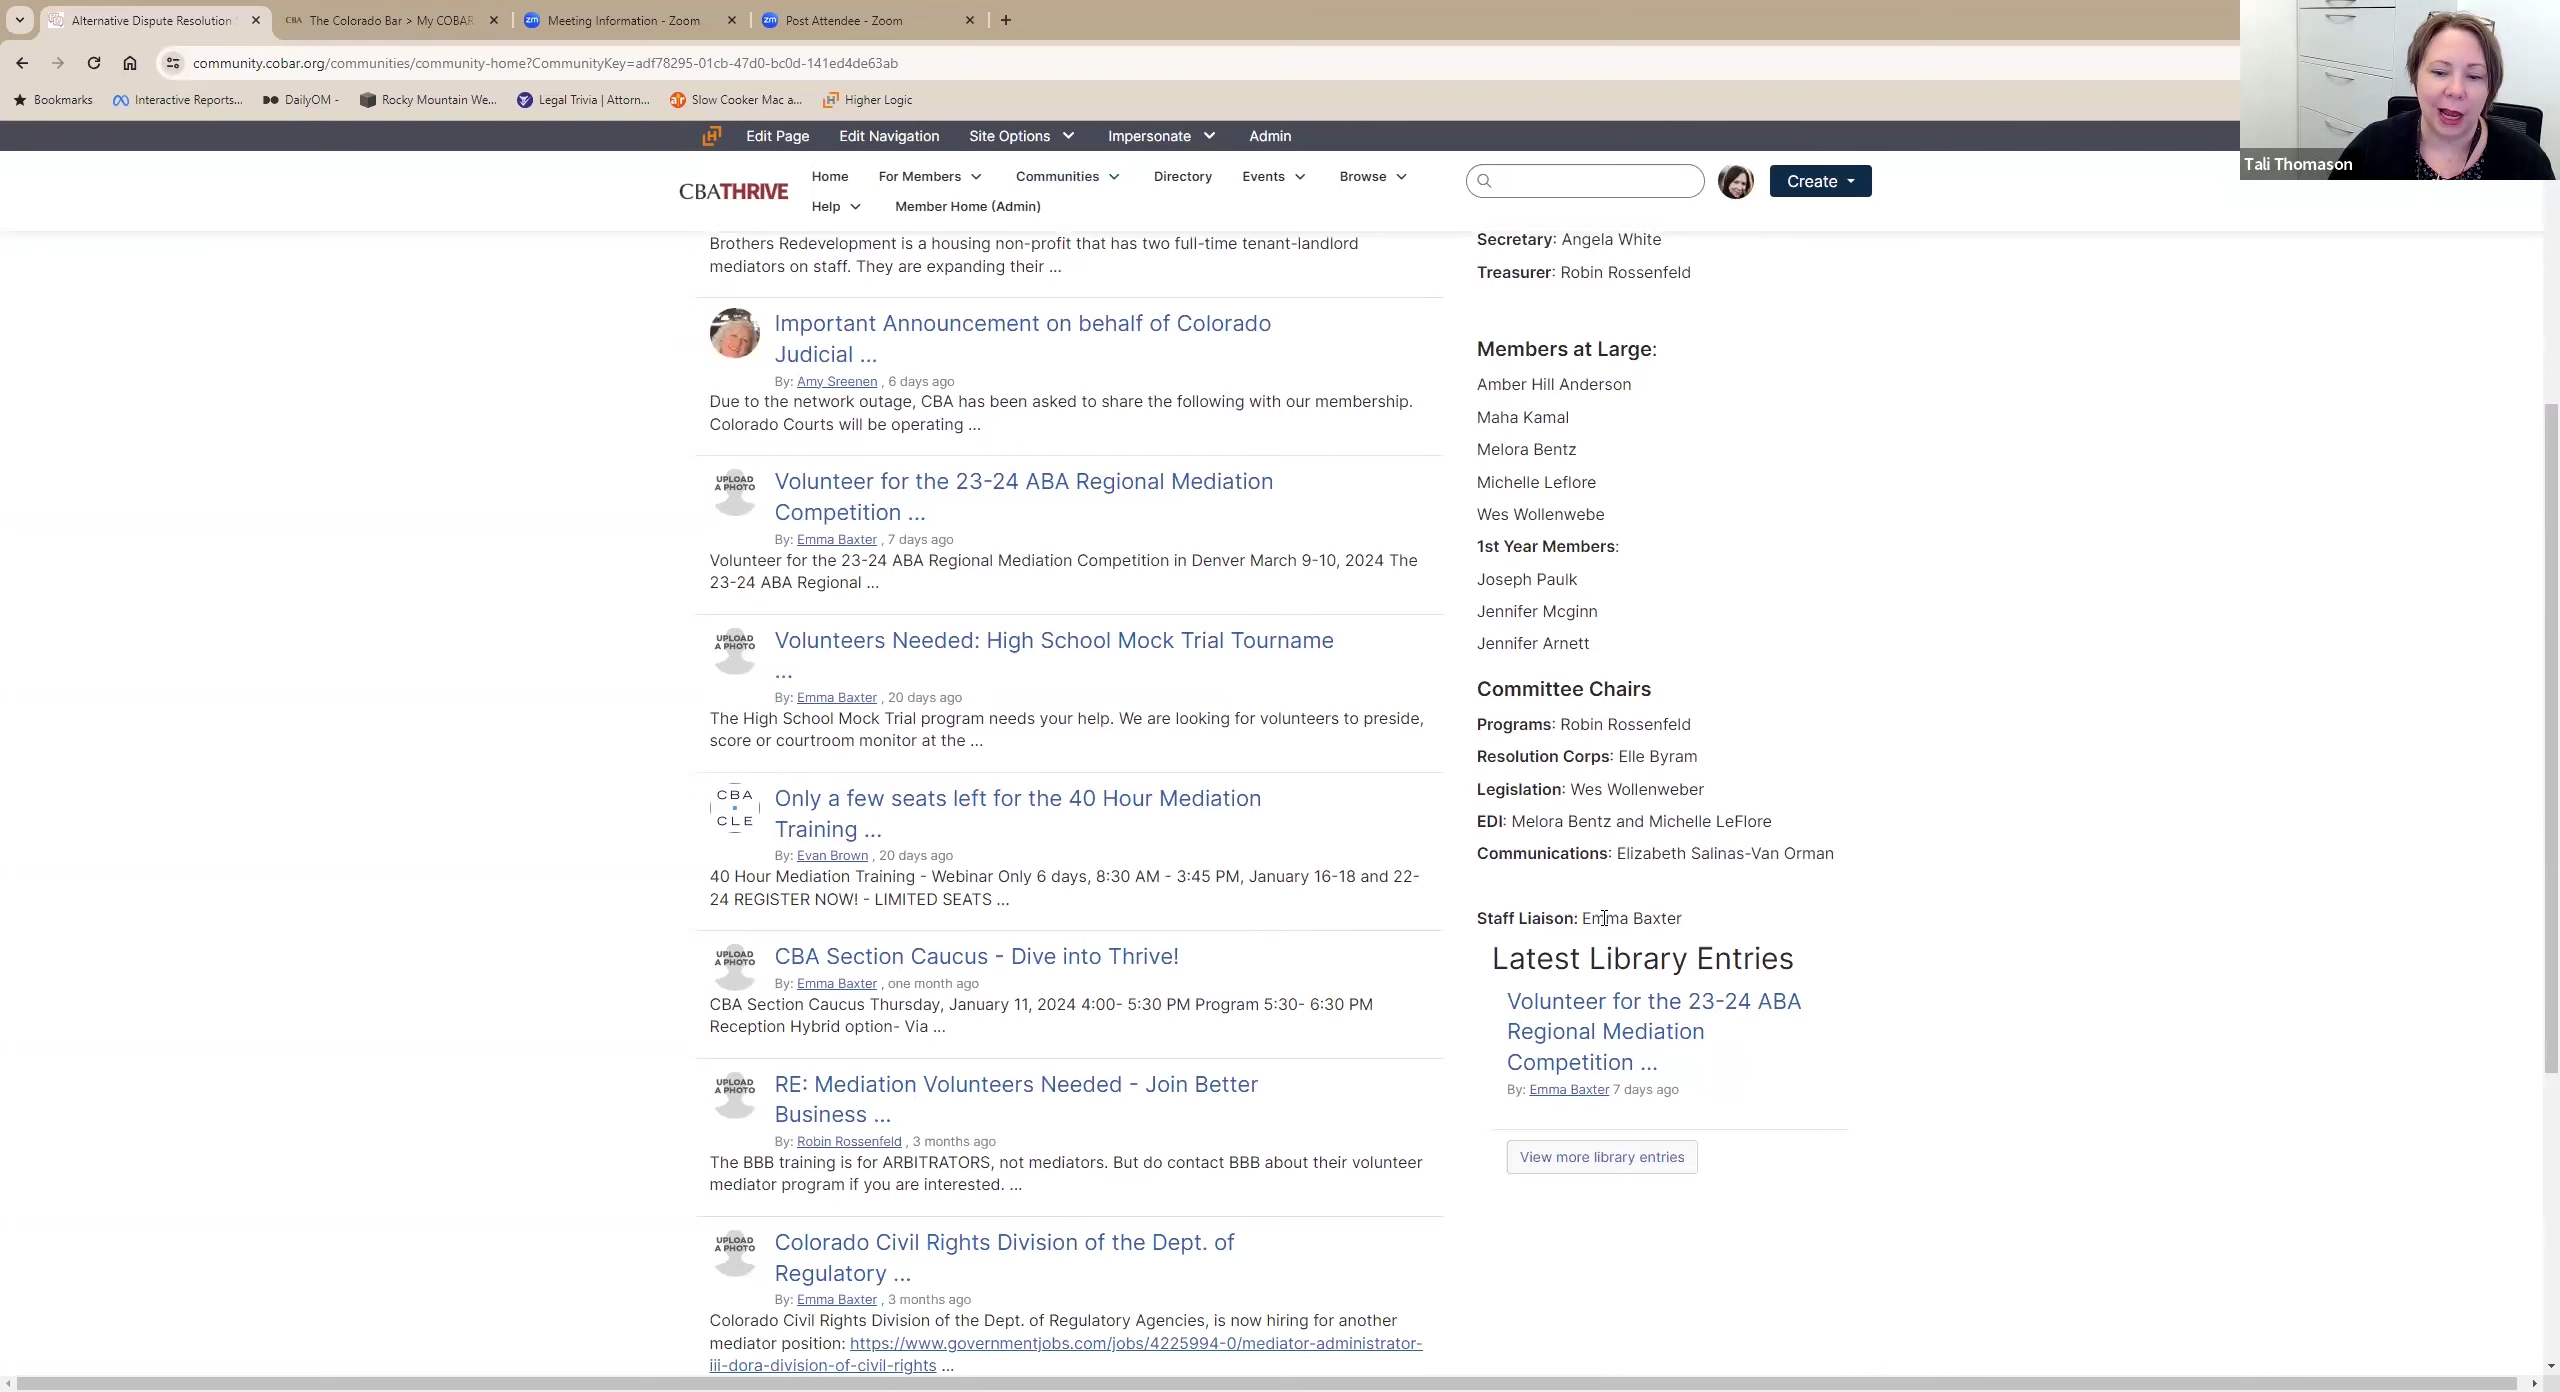 Alternative Dispute Resolution
The Colorado Bar > My COBAR
Meeting Information - Zoom
Post Attendee - Zoom
community.cobar.org/communities/community-home?CommunityKey=adf78295-01cb-47d0-bc0d-141ed4de63ab
Bookmarks
Interactive Reports...
DailyOM -
Rocky Mountain We...
Legal Trivia | Attorn...
Slow Cooker Mac a...
Higher Logic
Edit Page
Edit Navigation
Site Options
Impersonate
Admin
Tali Thomason
CBATHRIVE
Home
For Members
Communities
Directory
Events
Browse
Help
Member Home (Admin)
Create
Brothers Redevelopment is a housing non-profit that has two full-time tenant-landlord
mediators on staff. They are expanding their ...
Important Announcement on behalf of Colorado
Judicial ...
By: Amy Sreenen , 6 days ago
Due to the network outage, CBA has been asked to share the following with our membership.
Colorado Courts will be operating ...
UPLOAD
A PHOTO
Volunteer for the 23-24 ABA Regional Mediation
Competition ...
By: Emma Baxter , 7 days ago
Volunteer for the 23-24 ABA Regional Mediation Competition in Denver March 9-10, 2024 The
23-24 ABA Regional ...
UPLOAD
A PHOTO
Volunteers Needed: High School Mock Trial Tourname
...
By: Emma Baxter , 20 days ago
The High School Mock Trial program needs your help. We are looking for volunteers to preside,
score or courtroom monitor at the ...
CBA
CLE
Only a few seats left for the 40 Hour Mediation
Training ...
By: Evan Brown , 20 days ago
40 Hour Mediation Training - Webinar Only 6 days, 8:30 AM - 3:45 PM, January 16-18 and 22-
24 REGISTER NOW! - LIMITED SEATS ...
UPLOAD
A PHOTO
CBA Section Caucus - Dive into Thrive!
By: Emma Baxter , one month ago
CBA Section Caucus Thursday, January 11, 2024 4:00- 5:30 PM Program 5:30- 6:30 PM
Reception Hybrid option- Via ...
UPLOAD
A PHOTO
RE: Mediation Volunteers Needed - Join Better
Business ...
By: Robin Rossenfeld , 3 months ago
The BBB training is for ARBITRATORS, not mediators. But do contact BBB about their volunteer
mediator program if you are interested. ...
UPLOAD
A PHOTO
Colorado Civil Rights Division of the Dept. of
Regulatory ...
By: Emma Baxter , 3 months ago
Colorado Civil Rights Division of the Dept. of Regulatory Agencies, is now hiring for another
mediator position: https://www.governmentjobs.com/jobs/4225994-0/mediator-administrator-
iii-dora-division-of-civil-rights ...
Secretary: Angela White
Treasurer: Robin Rossenfeld
Members at Large:
Amber Hill Anderson
Maha Kamal
Melora Bentz
Michelle Leflore
Wes Wollenwebe
1st Year Members:
Joseph Paulk
Jennifer Mcginn
Jennifer Arnett
Committee Chairs
Programs: Robin Rossenfeld
Resolution Corps: Elle Byram
Legislation: Wes Wollenweber
EDI: Melora Bentz and Michelle LeFlore
Communications: Elizabeth Salinas-Van Orman
Staff Liaison: Emma Baxter
Latest Library Entries
Volunteer for the 23-24 ABA
Regional Mediation
Competition ...
By: Emma Baxter 7 days ago
View more library entries